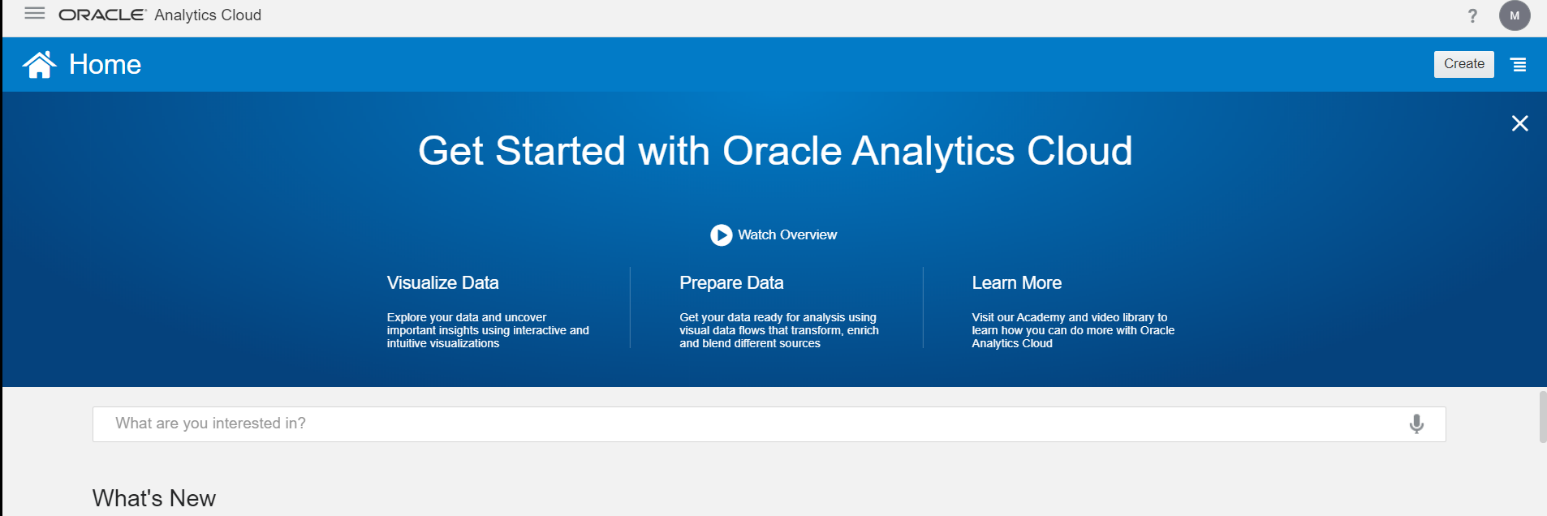 ORACLE Analytics Cloud
? M
Home
Create
Get Started with Oracle Analytics Cloud
Watch Overview
Visualize Data
Explore your data and uncover
important insights using interactive and
intuitive visualizations
Prepare Data
Get your data ready for analysis using
visual data flows that transform, enrich
and blend different sources
Learn More
Visit our Academy and video library to
learn how you can do more with Oracle
Analytics Cloud
What are you interested in?
What's New